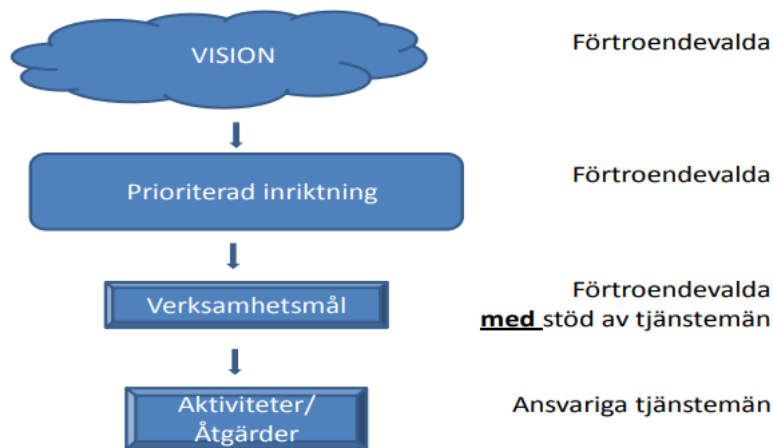 VISION
Förtroendevalda
Prioriterad inriktning
Förtroendevalda
Verksamhetsmål
Förtroendevalda
med stöd av tjänstemän
Aktiviteter/
Åtgärder
Ansvariga tjänstemän